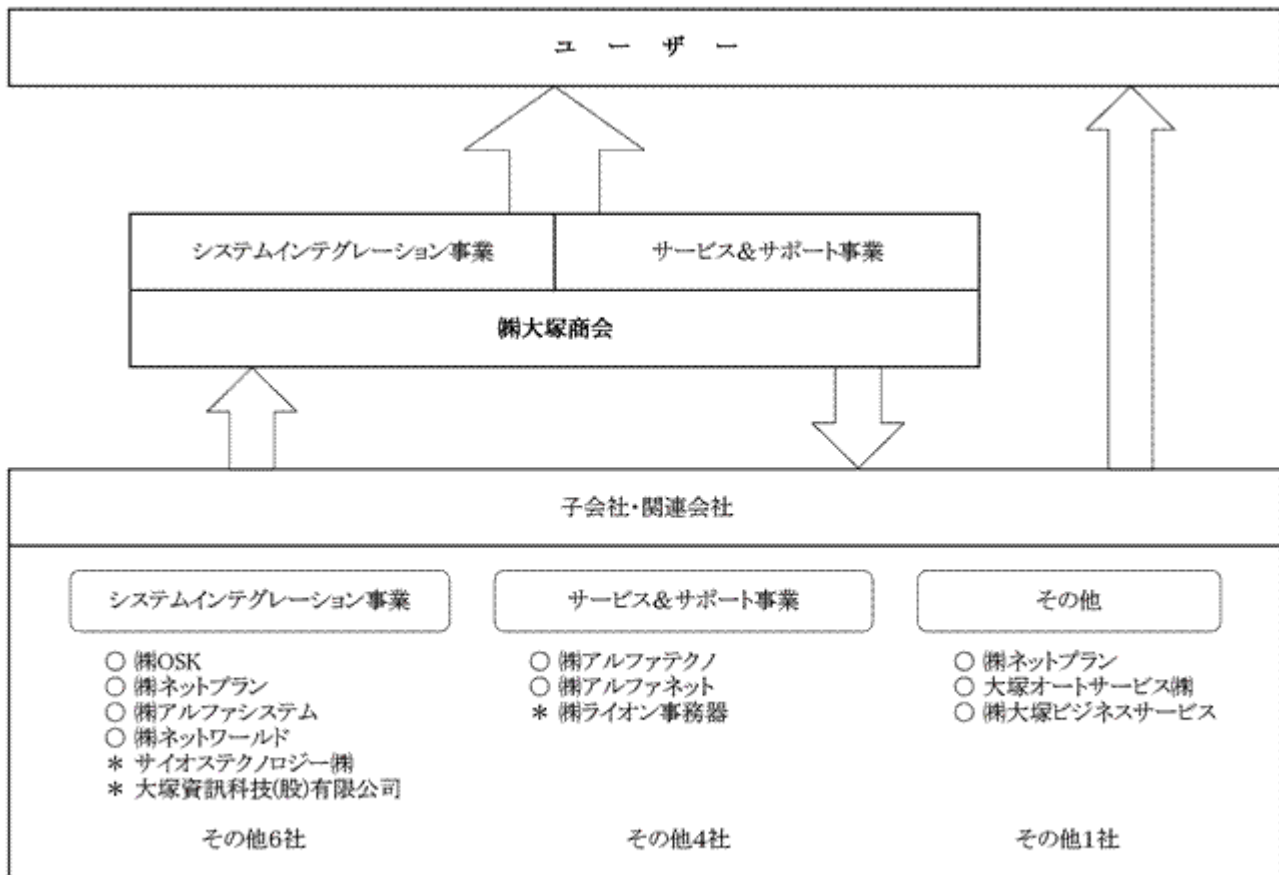 ユーザー
システムインテグレーション事業
サービス&サポート事業
㈱大塚商会
子会社・関連会社
システムインテグレーション事業
○ ㈱OSK
○ ㈱ネットプラン
○ ㈱アルファシステム
○ ㈱ネットワールド
* サイオステクノロジー㈱
* 大塚資訊科技(股)有限公司
その他6社
サービス&サポート事業
○ ㈱アルファテクノ
○ ㈱アルファネット
* ㈱ライオン事務器
その他4社
その他
○ ㈱ネットプラン
○ 大塚オートサービス㈱
○ ㈱大塚ビジネスサービス
その他1社